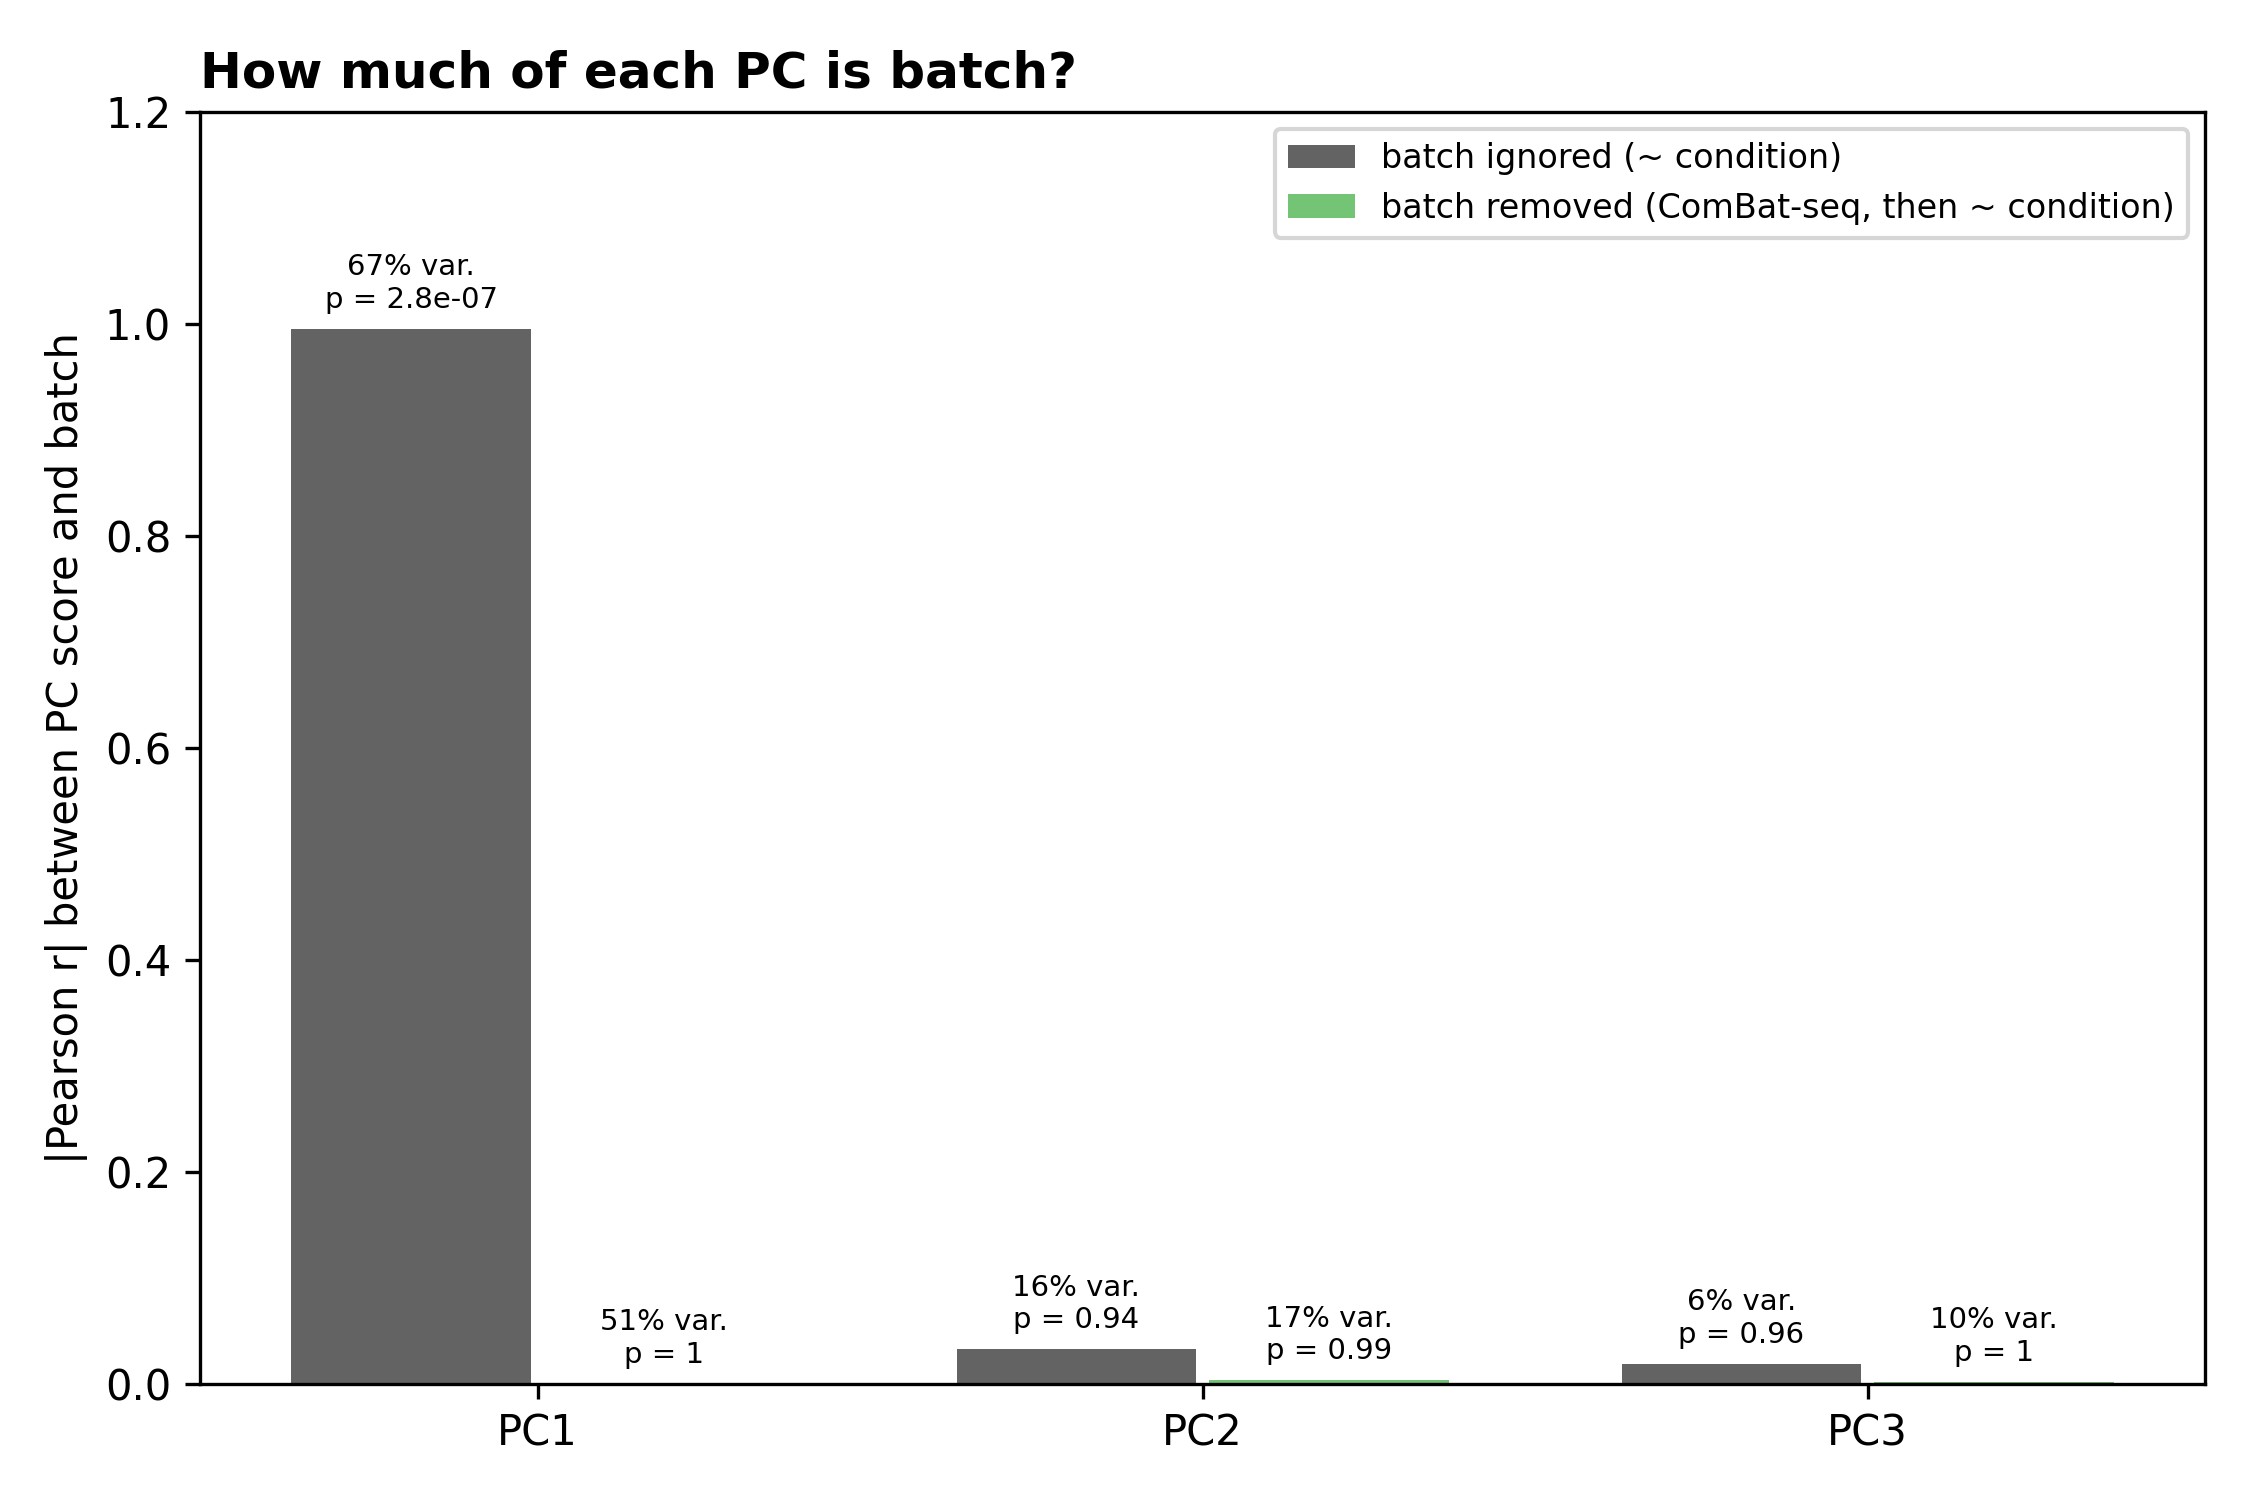 How much of each PC is batch?
batch ignored (~ condition)
batch removed (ComBat-seq, then ~ condition)
|Pearson r| between PC score and batch
1.2
1.0
0.8
0.6
0.4
0.2
0.0
67% var.
p = 2.8e-07
51% var.
p = 1
16% var.
p = 0.94
17% var.
p = 0.99
6% var.
p = 0.96
10% var.
p = 1
PC1
PC2
PC3